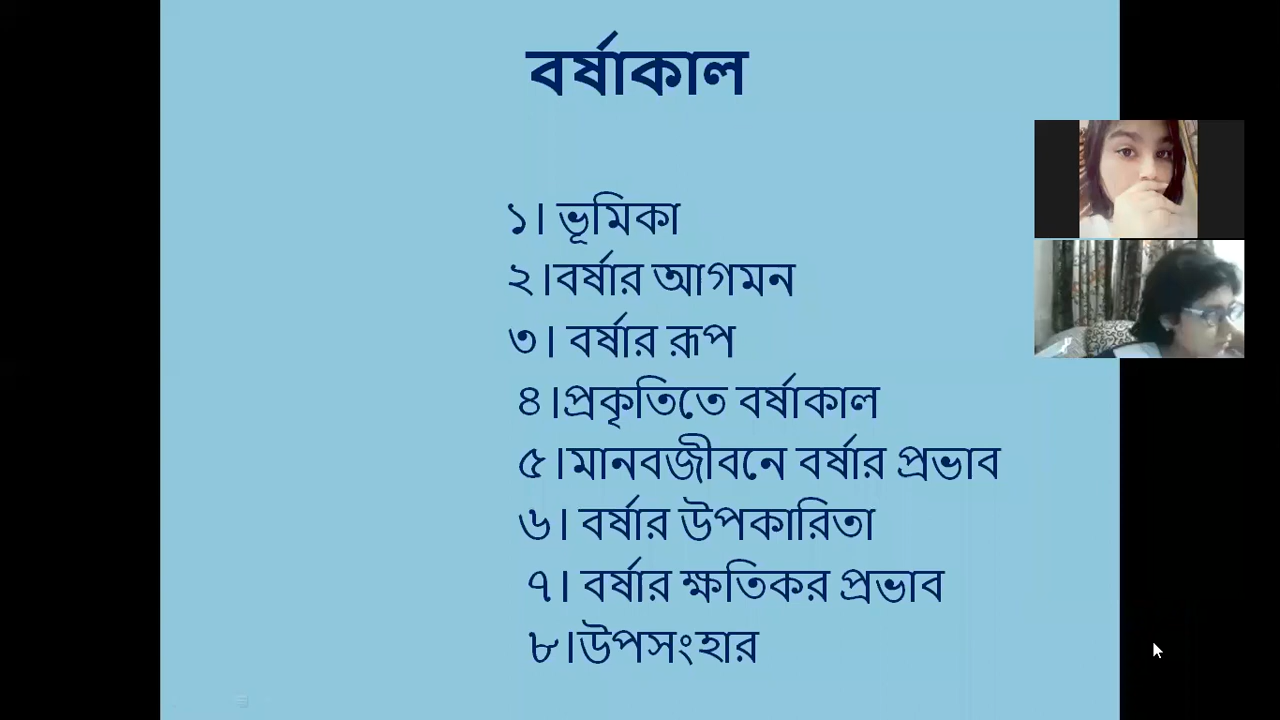 বর্ষাকাল
১। ভূমিকা
২।বর্ষার আগমন
৩। বর্ষার রূপ
৪।প্রকৃতিতে বর্ষাকাল
৫।মানবজীবনে বর্ষার প্রভাব
৬। বর্ষার উপকারিতা
৭। বর্ষার ক্ষতিকর প্রভাব
৮।উপসংহার